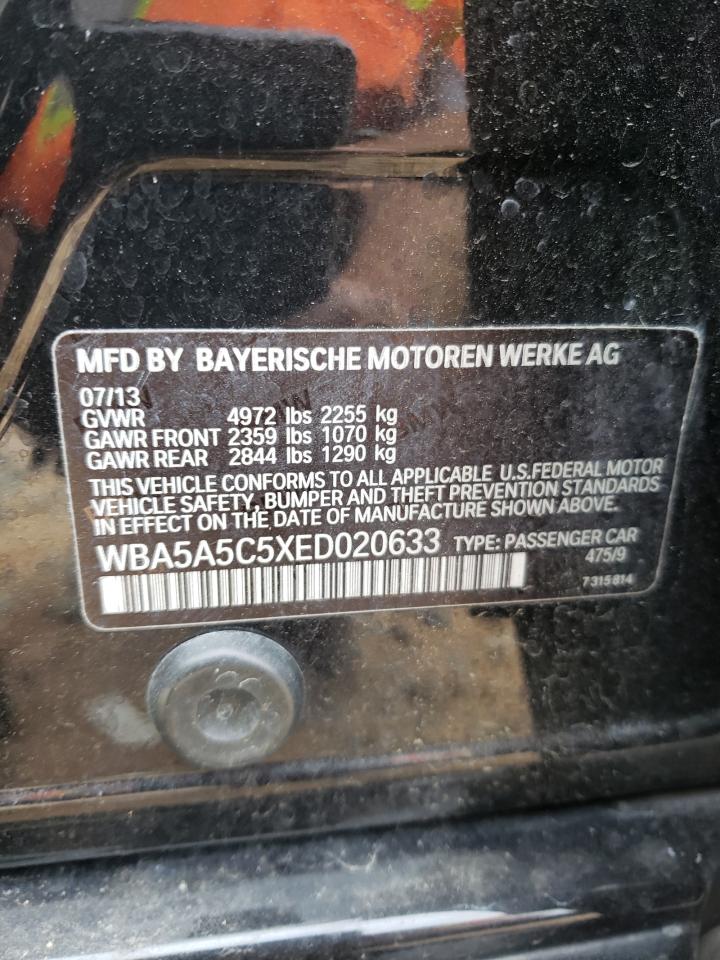 MFD BY BAYERISCHE MOTOREN WERKE AG
07/13
GVWR 4972 lbs 2255 kg
GAWR FRONT 2359 lbs 1070 kg
GAWR REAR 2844 lbs 1290 kg
THIS VEHICLE CONFORMS TO ALL APPLICABLE U.S.FEDERAL MOTOR
VEHICLE SAFETY, BUMPER AND THEFT PREVENTION STANDARDS
IN EFFECT ON THE DATE OF MANUFACTURE SHOWN ABOVE.
WBA5A5C5XED020633 TYPE: PASSENGER CAR
475/9
7315814